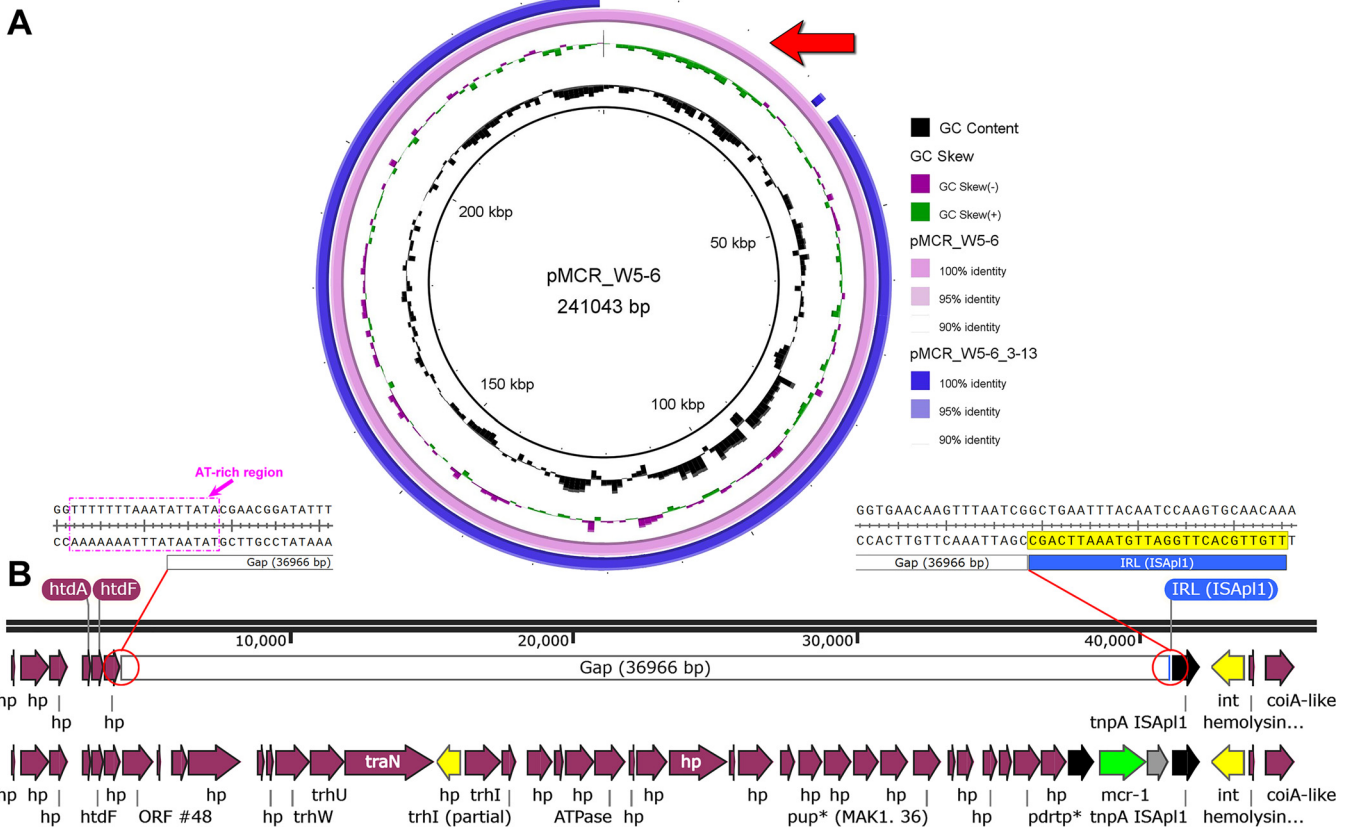 A
GC Content
GC Skew
GC Skew(-)
GC Skew(+)
pMCR_W5-6
100% identity
95% identity
90% identity
pMCR_W5-6_3-13
100% identity
95% identity
90% identity
200 kbp
50 kbp
pMCR_W5-6
241043 bp
150 kbp
100 kbp
AT-rich region
GGTTTTTTTAAATATTATACGAACGGATATTT
CCAAAAAAATTTATAATATGCTTGCCTATAAA
Gap (36966 bp)
GGTGAACAAGTTTAATCGGCTGAATTTACAATCCAAGTGCAACAAA
CCACTTGTTCAAATTAGCCGACTTAAATGTTAGGTTCACGTTGTTT
Gap (36966 bp) IRL (ISApl1)
B
htdA htdF IRL (ISApl1)
10,000 20,000 30,000 40,000
Gap (36966 bp)
hp hp int coiA-like
hp hp tnpA ISApl1 hemolysin...
traN hp
hp hp hp hp trhU hp trhI hp hp hp hp hp hp hp hp hp mcr-1 int coiA-like
hp htdF ORF #48 hp trhW trhI (partial) ATPase hp pup* (MAK1. 36) hp pdrtp* tnpA ISApl1 hemolysin...